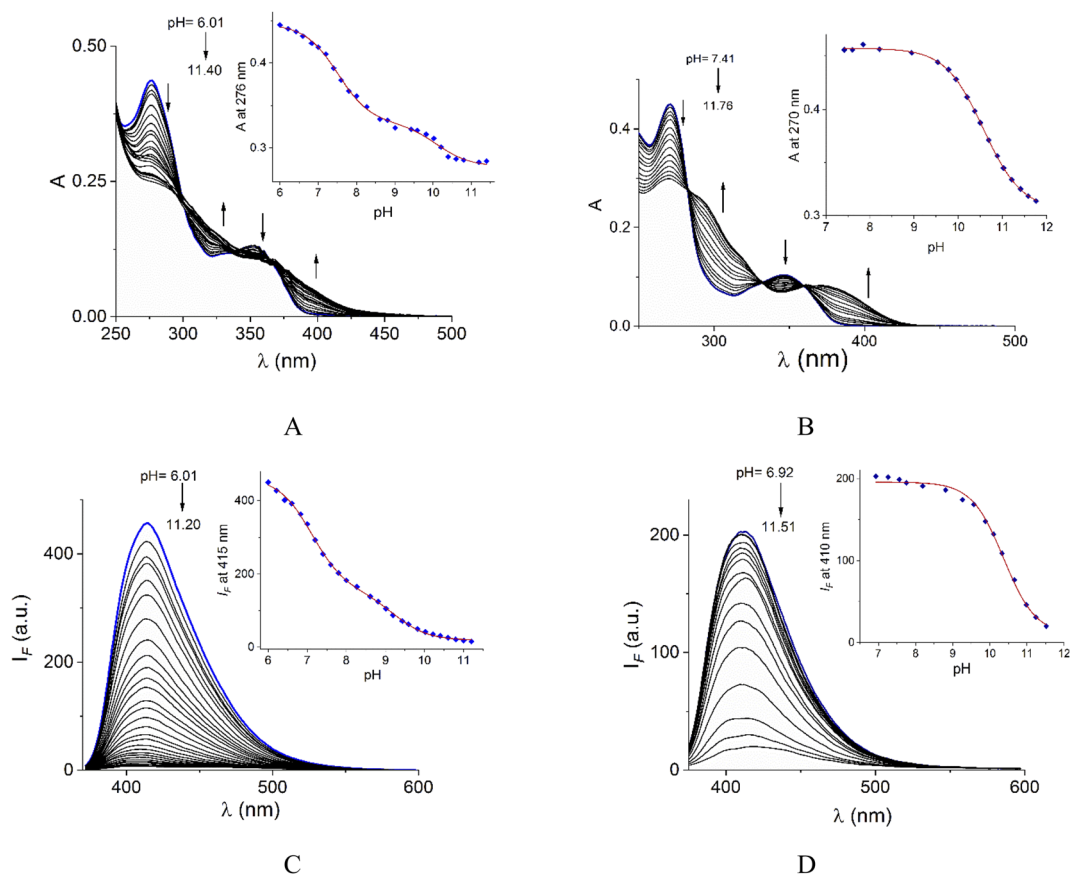 pH= 6.01
11.40
0.50
0.25
0.00
A
250
300
350
400
450
500
λ (nm)
A at 276 nm
0.4
0.3
6
7
8
9
10
11
pH
A
pH= 7.41
11.76
0.4
0.2
0.0
A
300
400
500
λ (nm)
A at 270 nm
0.4
0.3
7
8
9
10
11
12
pH
B
pH= 6.01
11.20
400
200
0
I_F (a.u.)
400
500
600
λ (nm)
I_F at 415 nm
400
200
0
6
7
8
9
10
11
pH
C
pH= 6.92
11.51
200
100
0
I_F (a.u.)
400
500
600
λ (nm)
I_F at 410 nm
200
100
0
7
8
9
10
11
12
pH
D